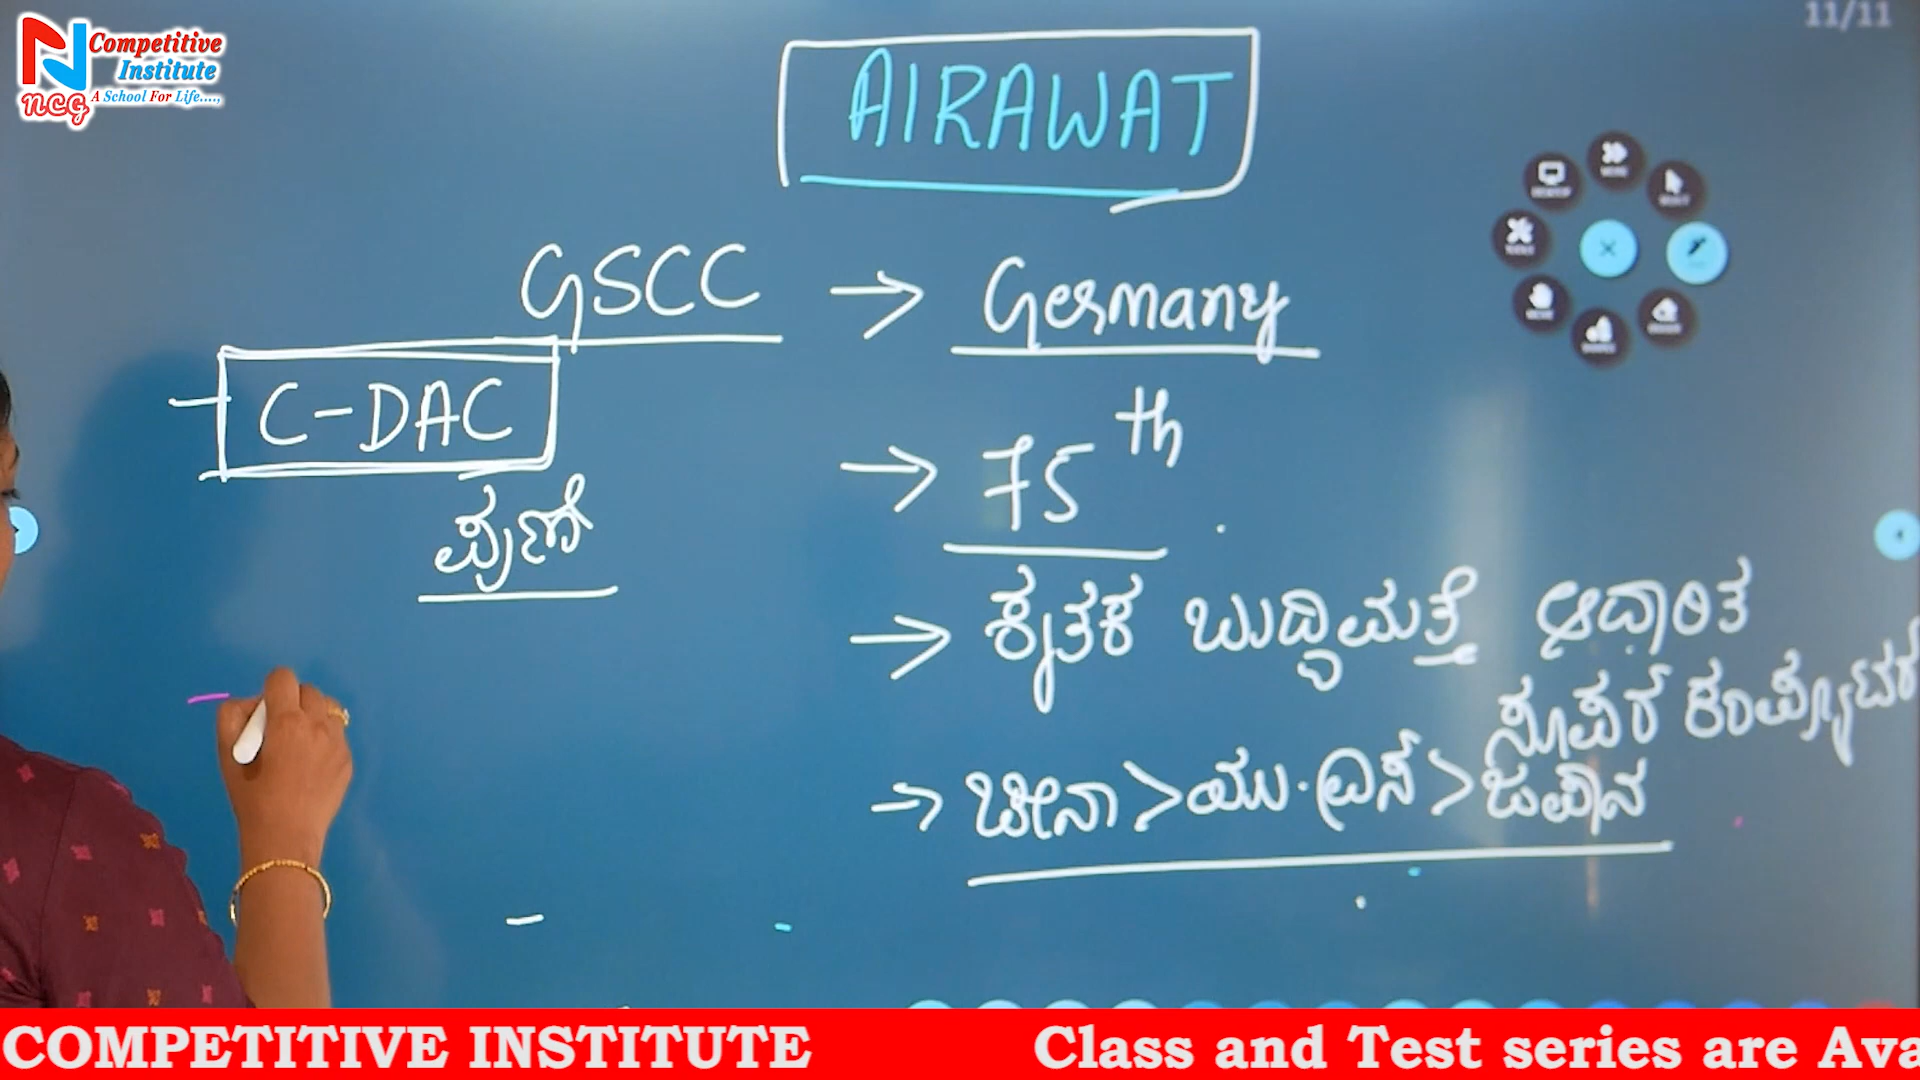 11/11
N
NCG
Competitive
Institute
A School For Life....,
AIRAWAT
GSCC → Germany
- C-DAC
ಪುಣೆ
→ 75th
→ ಕೃತಕ ಬುದ್ಧಿಮತ್ತೆ ಆಧಾರಿತ
ಸೂಪರ್ ಕಂಪ್ಯೂಟರ್
→ ಚೀನಾ > ಯು.ಎಸ್ > ಜಪಾನ್
COMPETITIVE INSTITUTE Class and Test series are Ava